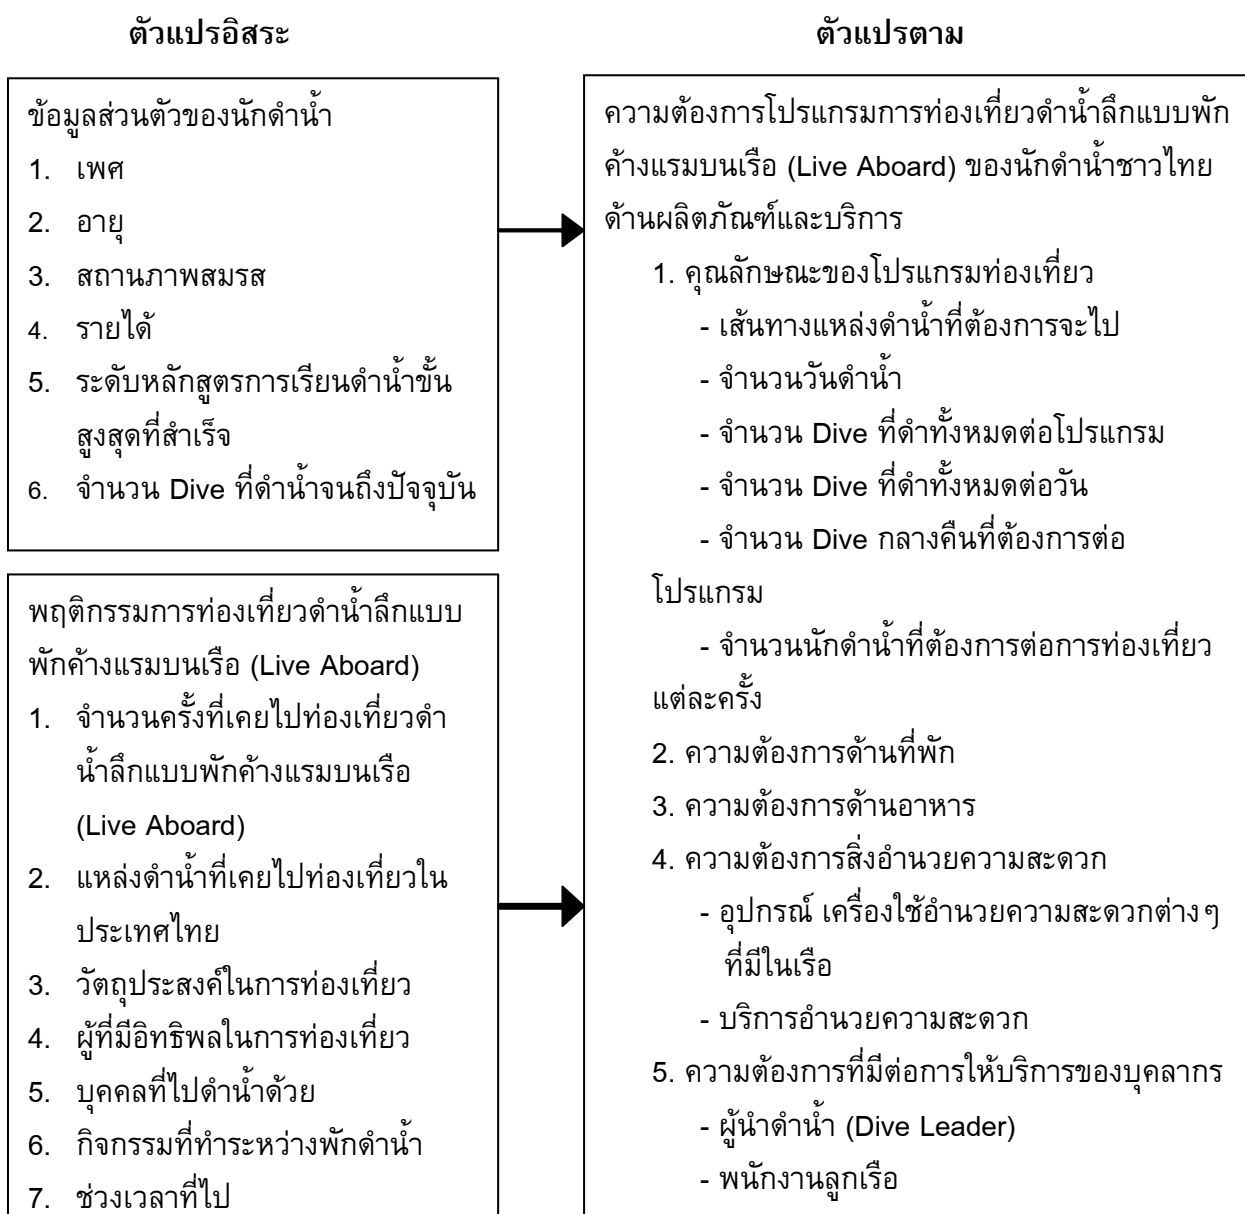 ตัวแปรอิสระ
ตัวแปรตาม
ข้อมูลส่วนตัวของนักดำน้ำ
1. เพศ
2. อายุ
3. สถานภาพสมรส
4. รายได้
5. ระดับหลักสูตรการเรียนดำน้ำขั้น
สูงสุดที่สำเร็จ
6. จำนวน Dive ที่ดำน้ำจนถึงปัจจุบัน
พฤติกรรมการท่องเที่ยวดำน้ำลึกแบบ
พักค้างแรมบนเรือ (Live Aboard)
1. จำนวนครั้งที่เคยไปท่องเที่ยวดำ
น้ำลึกแบบพักค้างแรมบนเรือ
(Live Aboard)
2. แหล่งดำน้ำที่เคยไปท่องเที่ยวใน
ประเทศไทย
3. วัตถุประสงค์ในการท่องเที่ยว
4. ผู้ที่มีอิทธิพลในการท่องเที่ยว
5. บุคคลที่ไปดำน้ำด้วย
6. กิจกรรมที่ทำระหว่างพักดำน้ำ
7. ช่วงเวลาที่ไป
ความต้องการโปรแกรมการท่องเที่ยวดำน้ำลึกแบบพัก
ค้างแรมบนเรือ (Live Aboard) ของนักดำน้ำชาวไทย
ด้านผลิตภัณฑ์และบริการ
1. คุณลักษณะของโปรแกรมท่องเที่ยว
- เส้นทางแหล่งดำน้ำที่ต้องการจะไป
- จำนวนวันดำน้ำ
- จำนวน Dive ที่ดำทั้งหมดต่อโปรแกรม
- จำนวน Dive ที่ดำทั้งหมดต่อวัน
- จำนวน Dive กลางคืนที่ต้องการต่อ
โปรแกรม
- จำนวนนักดำน้ำที่ต้องการต่อการท่องเที่ยว
แต่ละครั้ง
2. ความต้องการด้านที่พัก
3. ความต้องการด้านอาหาร
4. ความต้องการสิ่งอำนวยความสะดวก
- อุปกรณ์ เครื่องใช้อำนวยความสะดวกต่างๆ
ที่มีในเรือ
- บริการอำนวยความสะดวก
5. ความต้องการที่มีต่อการให้บริการของบุคลากร
- ผู้นำดำน้ำ (Dive Leader)
- พนักงานลูกเรือ